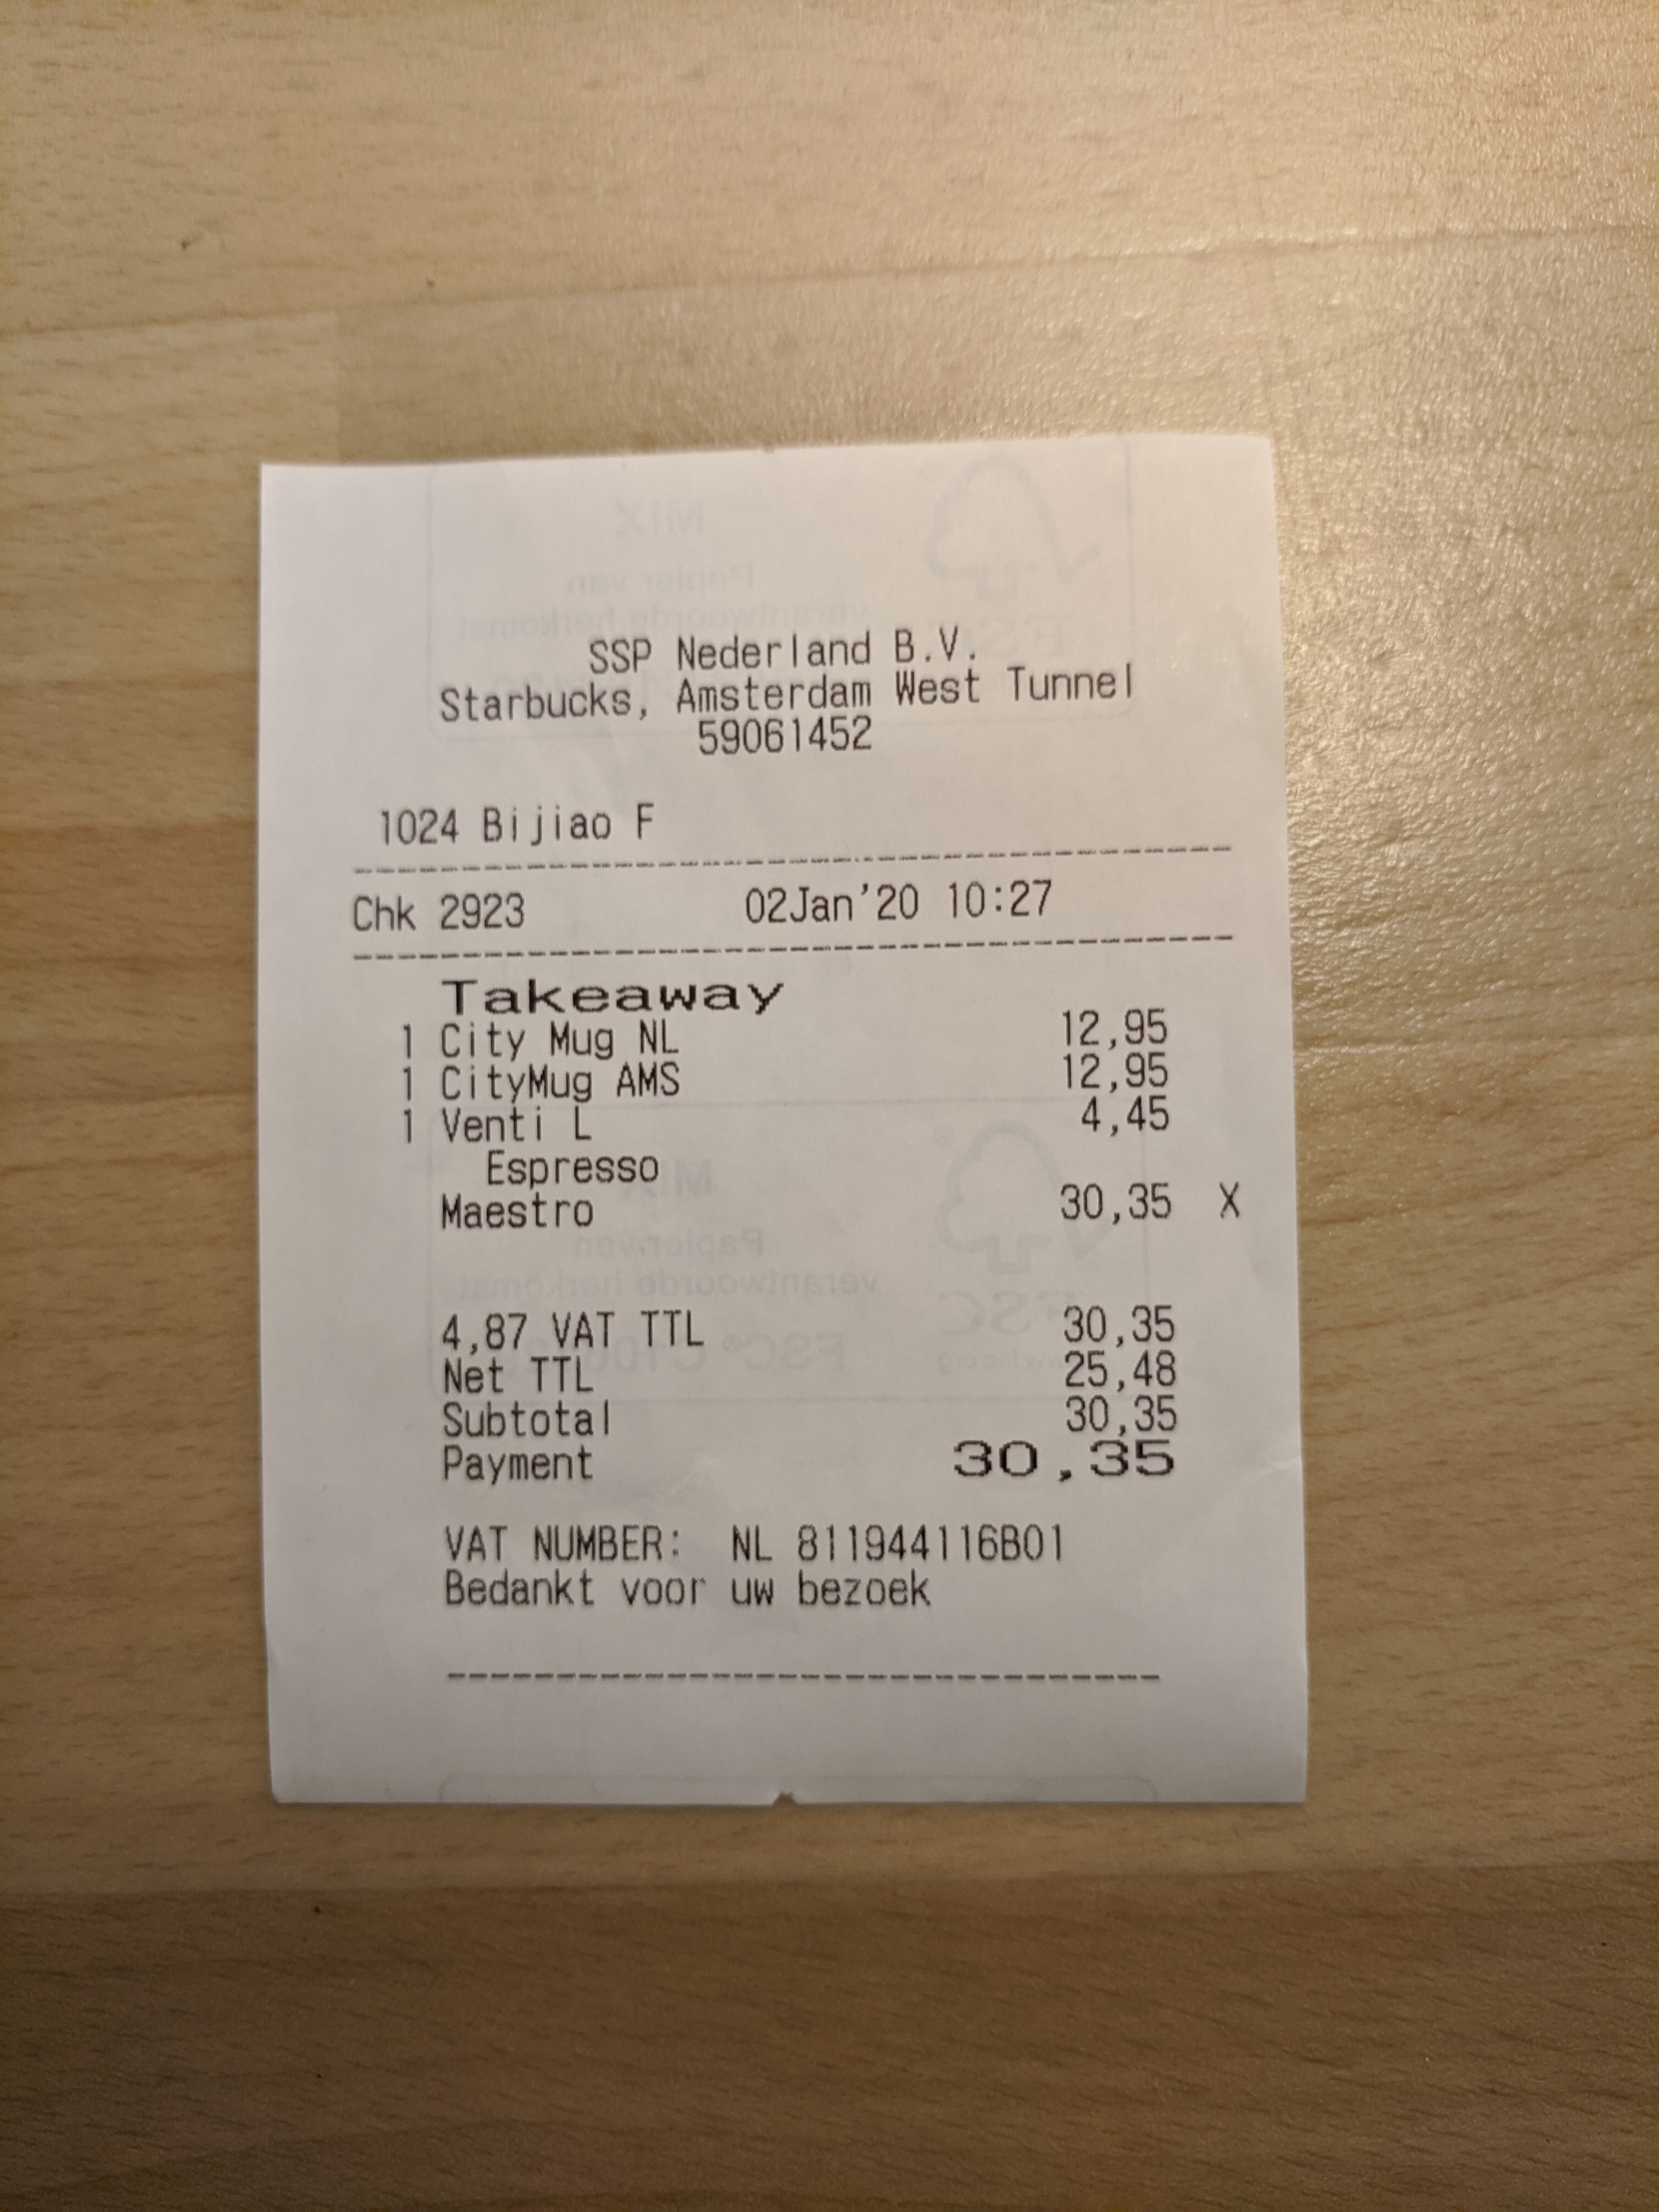 SSP Nederland B.V.
Starbucks, Amsterdam West Tunnel
59061452
1024 Bijiao F
Chk 2923 02Jan'20 10:27
Takeaway
1 City Mug NL 12,95
1 CityMug AMS 12,95
1 Venti L 4,45
Espresso
Maestro 30,35 X
4,87 VAT TTL 30,35
Net TTL 25,48
Subtotal 30,35
Payment 30,35
VAT NUMBER: NL 811944116B01
Bedankt voor uw bezoek